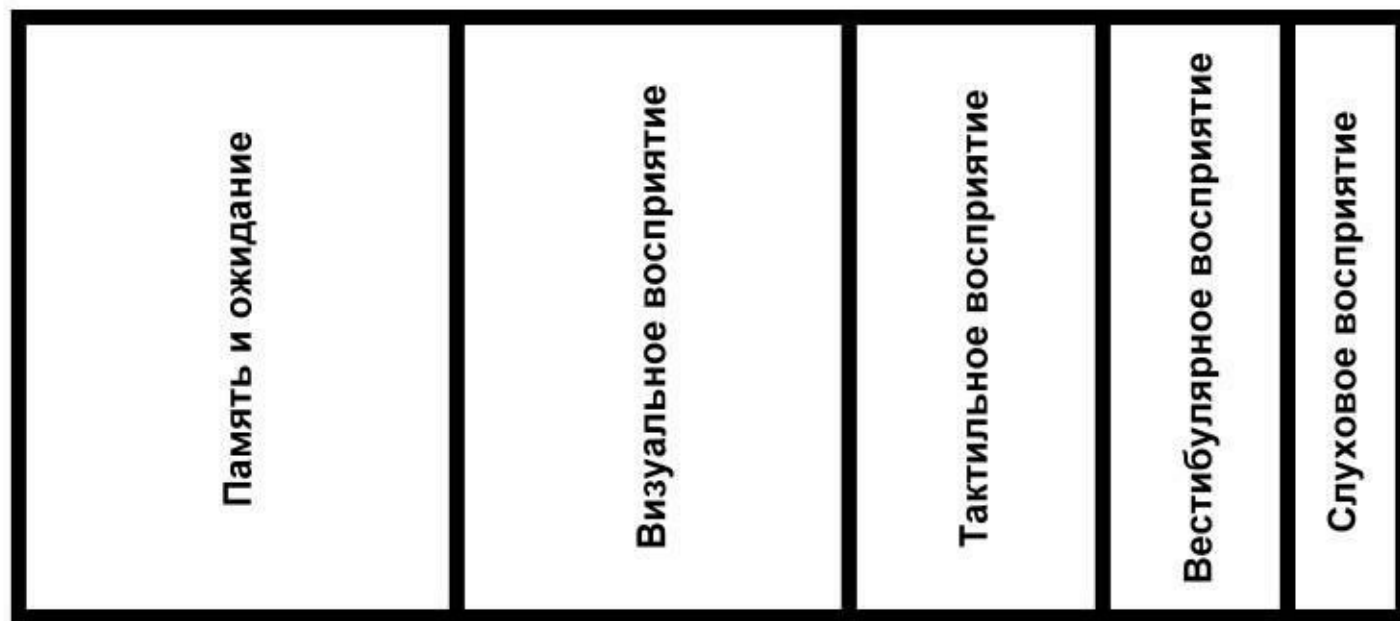 Память и ожидание
Визуальное восприятие
Тактильное восприятие
Вестибулярное восприятие
Слуховое восприятие